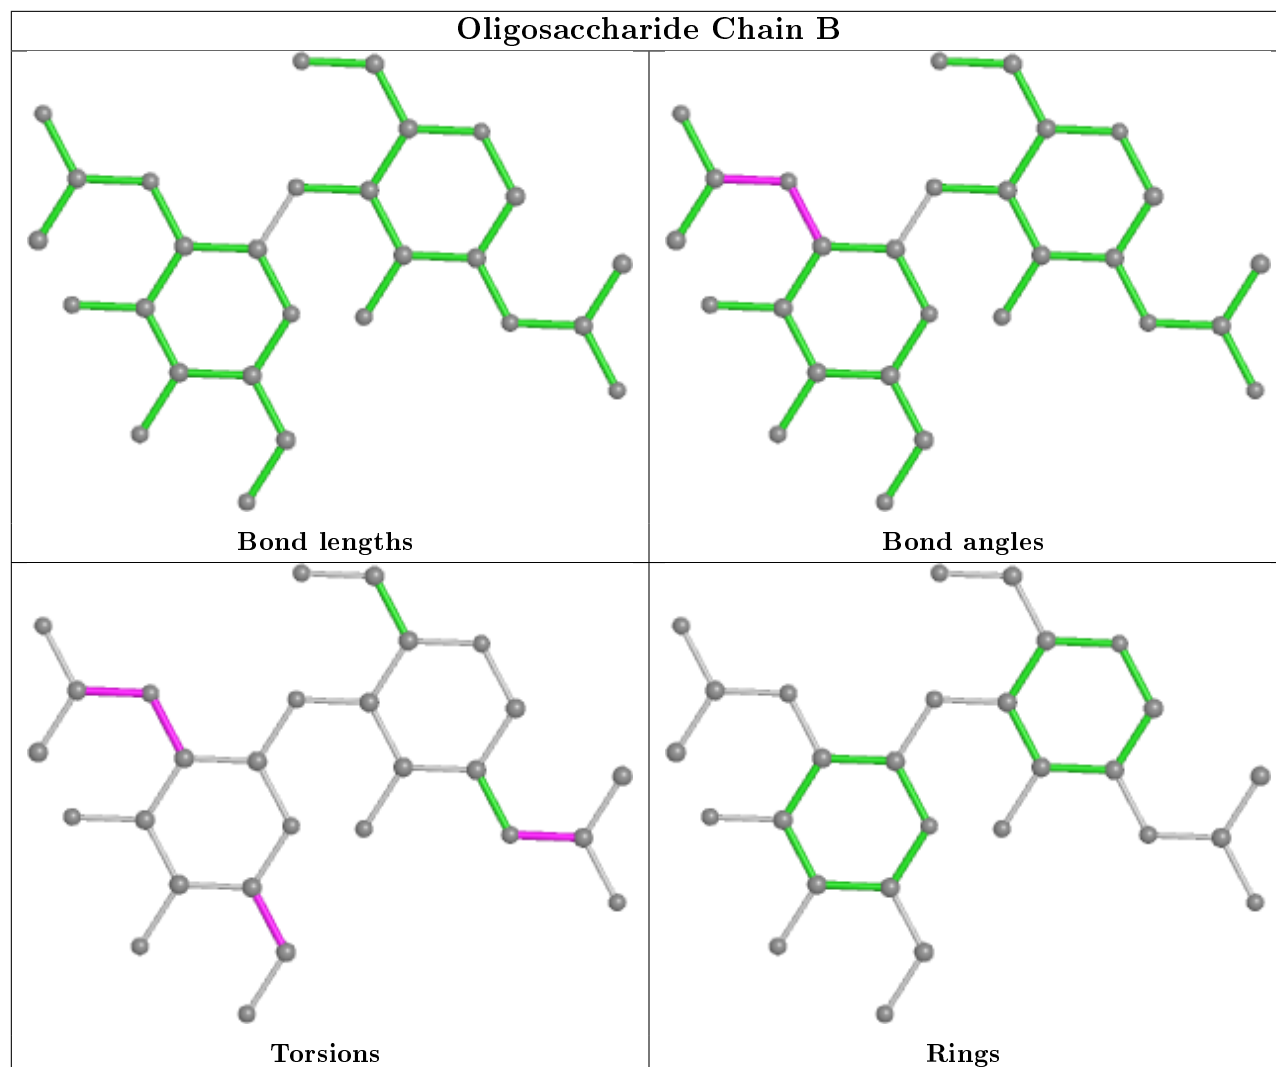 Oligosaccharide Chain B
Bond lengths
Bond angles
Torsions
Rings